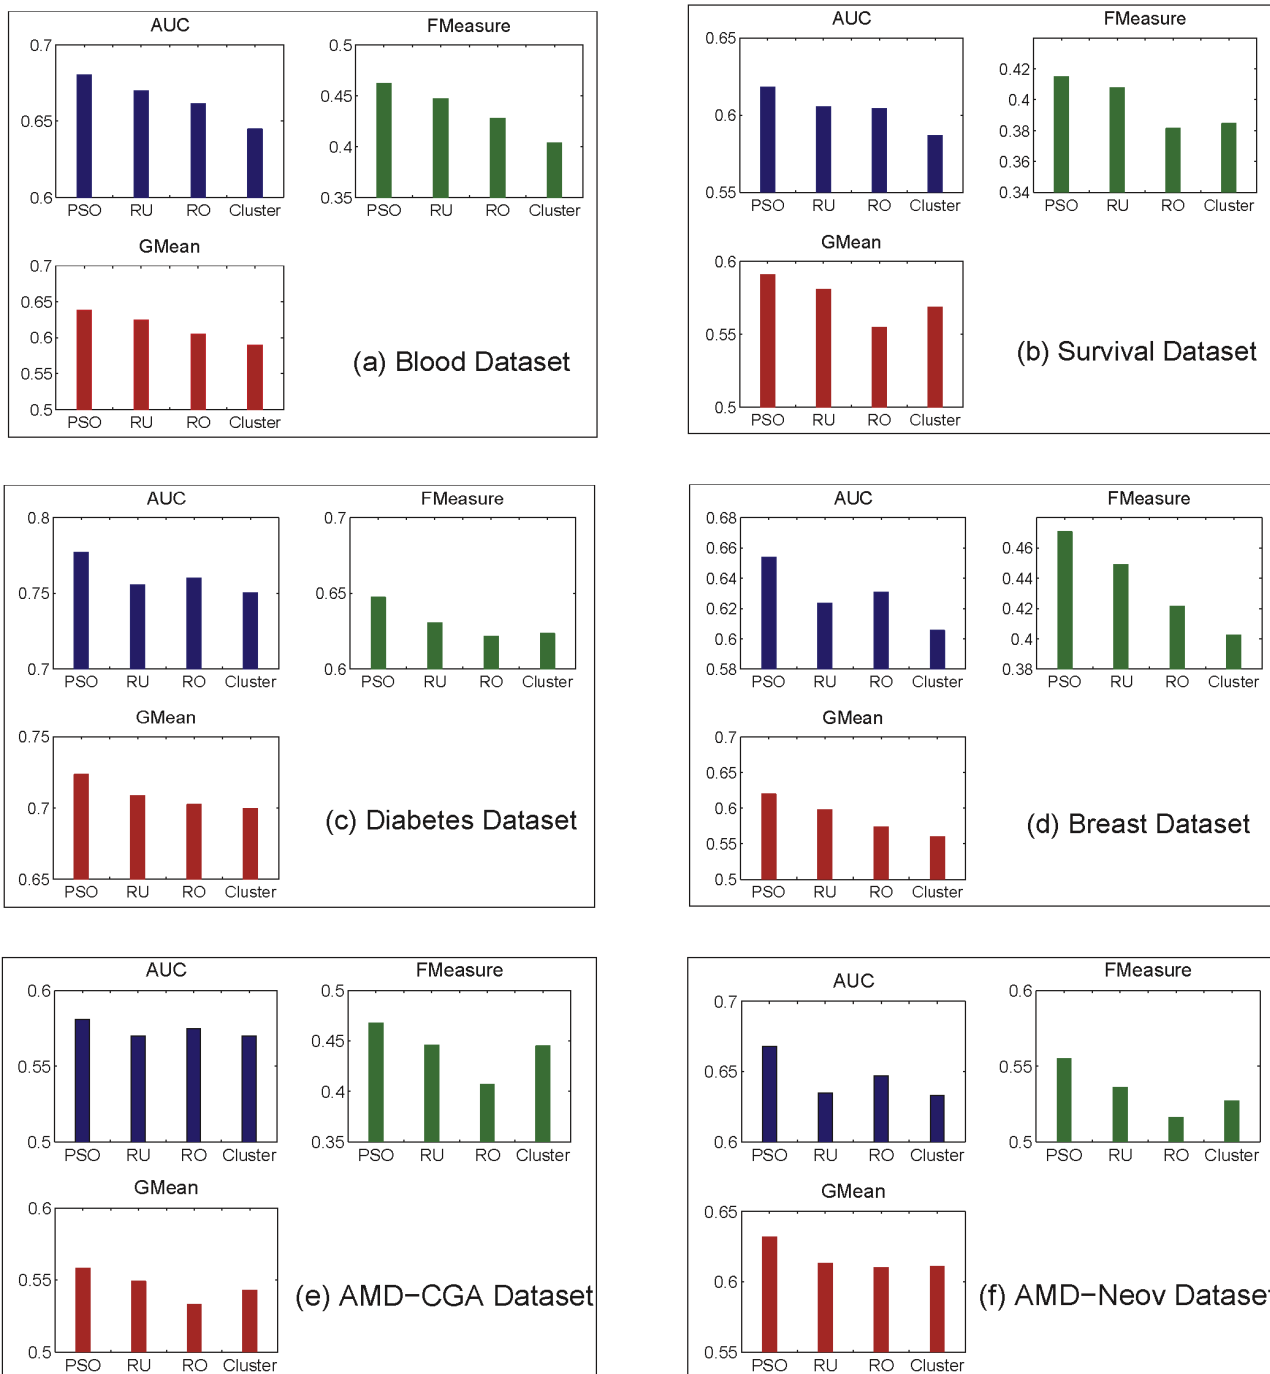 AUC
0.7
0.65
0.6
PSO RU RO Cluster
FMeasure
0.5
0.45
0.4
0.35
PSO RU RO Cluster
GMean
0.7
0.65
0.6
0.55
0.5
PSO RU RO Cluster
(a) Blood Dataset
AUC
0.65
0.6
0.55
PSO RU RO Cluster
FMeasure
0.42
0.4
0.38
0.36
0.34
PSO RU RO Cluster
GMean
0.6
0.55
0.5
PSO RU RO Cluster
(b) Survival Dataset
AUC
0.8
0.75
0.7
PSO RU RO Cluster
FMeasure
0.7
0.65
0.6
PSO RU RO Cluster
GMean
0.75
0.7
0.65
PSO RU RO Cluster
(c) Diabetes Dataset
AUC
0.68
0.66
0.64
0.62
0.6
0.58
PSO RU RO Cluster
FMeasure
0.46
0.44
0.42
0.4
0.38
PSO RU RO Cluster
GMean
0.7
0.65
0.6
0.55
0.5
PSO RU RO Cluster
(d) Breast Dataset
AUC
0.6
0.55
0.5
PSO RU RO Cluster
FMeasure
0.5
0.45
0.4
0.35
PSO RU RO Cluster
GMean
0.6
0.55
0.5
PSO RU RO Cluster
(e) AMD−CGA Dataset
AUC
0.7
0.65
0.6
PSO RU RO Cluster
FMeasure
0.6
0.55
0.5
PSO RU RO Cluster
GMean
0.65
0.6
0.55
PSO RU RO Cluster
(f) AMD−Neov Dataset